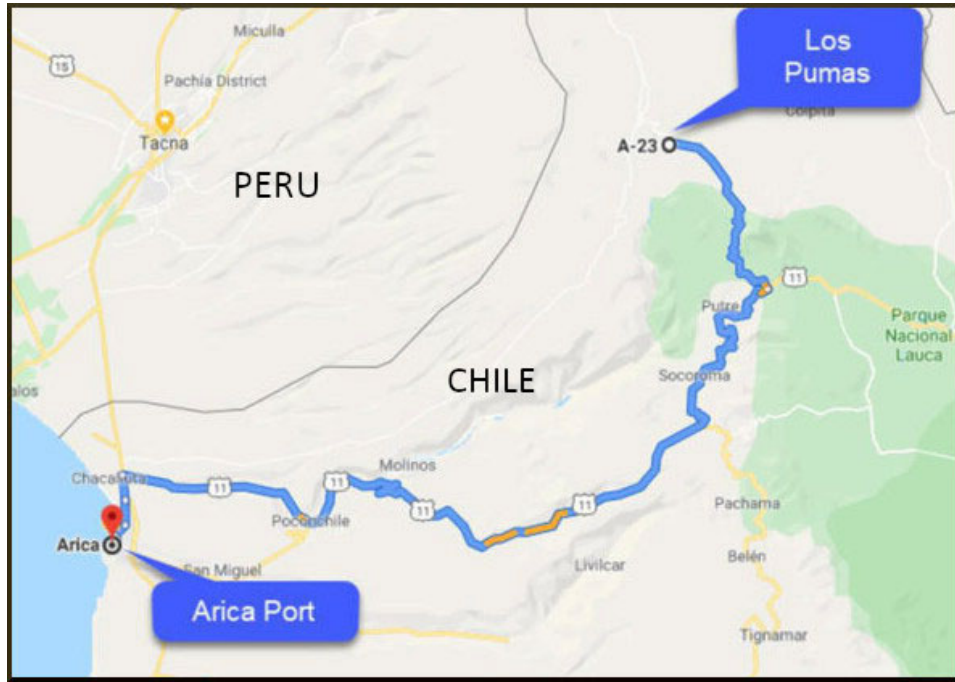 Miculla
Los
Pumas
15
Pachía District
Colpita
Tacna
A-23
PERU
11
Putre
Parque
Nacional
Lauca
CHILE
Socoroma
alos
Molinos
Chacalluta
11
11
11
11
Pachama
Poconchile
Arica
San Miguel
Livilcar
Belén
Arica Port
Tignamar